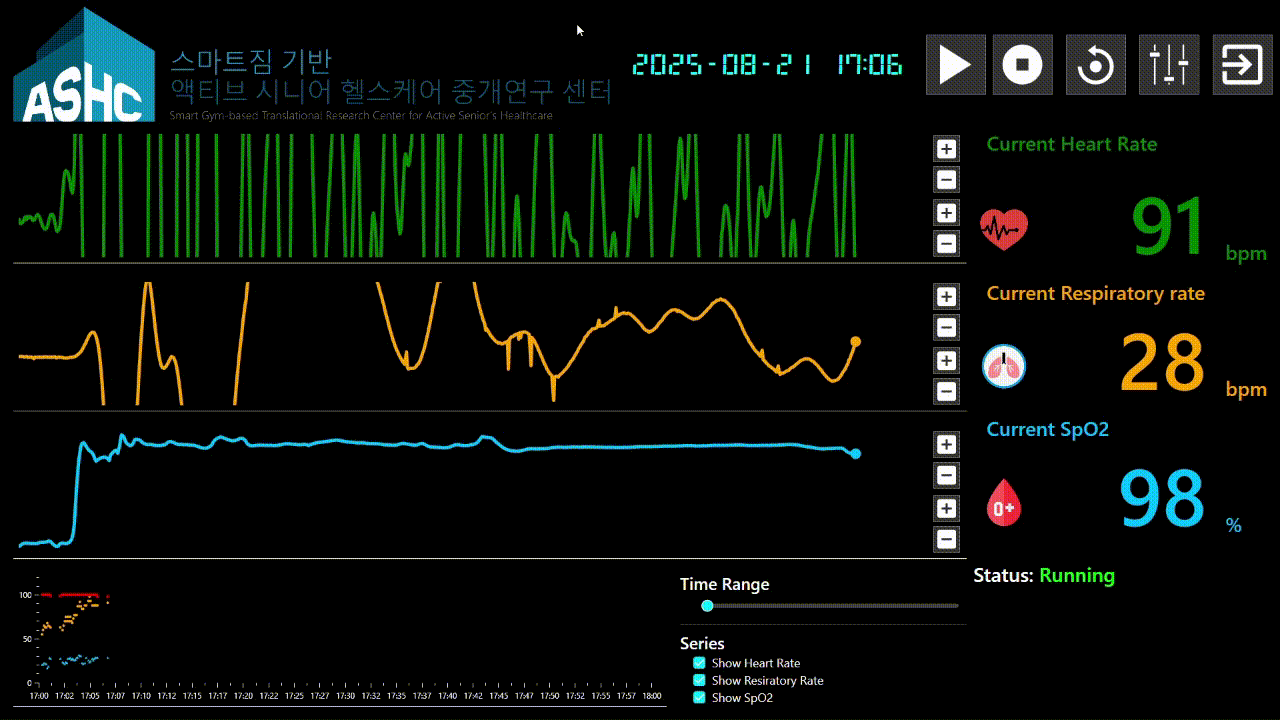 ASHC
스마트짐 기반
액티브 시니어 헬스케어 중개연구 센터
Smart Gym-based Translational Research Center for Active Senior's Healthcare
2025-08-21 17:06
Current Heart Rate
91
bpm
Current Respiratory rate
28
bpm
Current SpO2
0+
98
%
Status: Running
100
50
0
17:00 17:02 17:05 17:07 17:10 17:12 17:15 17:17 17:20 17:22 17:25 17:27 17:30 17:32 17:35 17:37 17:40 17:42 17:45 17:47 17:50 17:52 17:55 17:57 18:00
Time Range
Series
Show Heart Rate
Show Resiratory Rate
Show SpO2